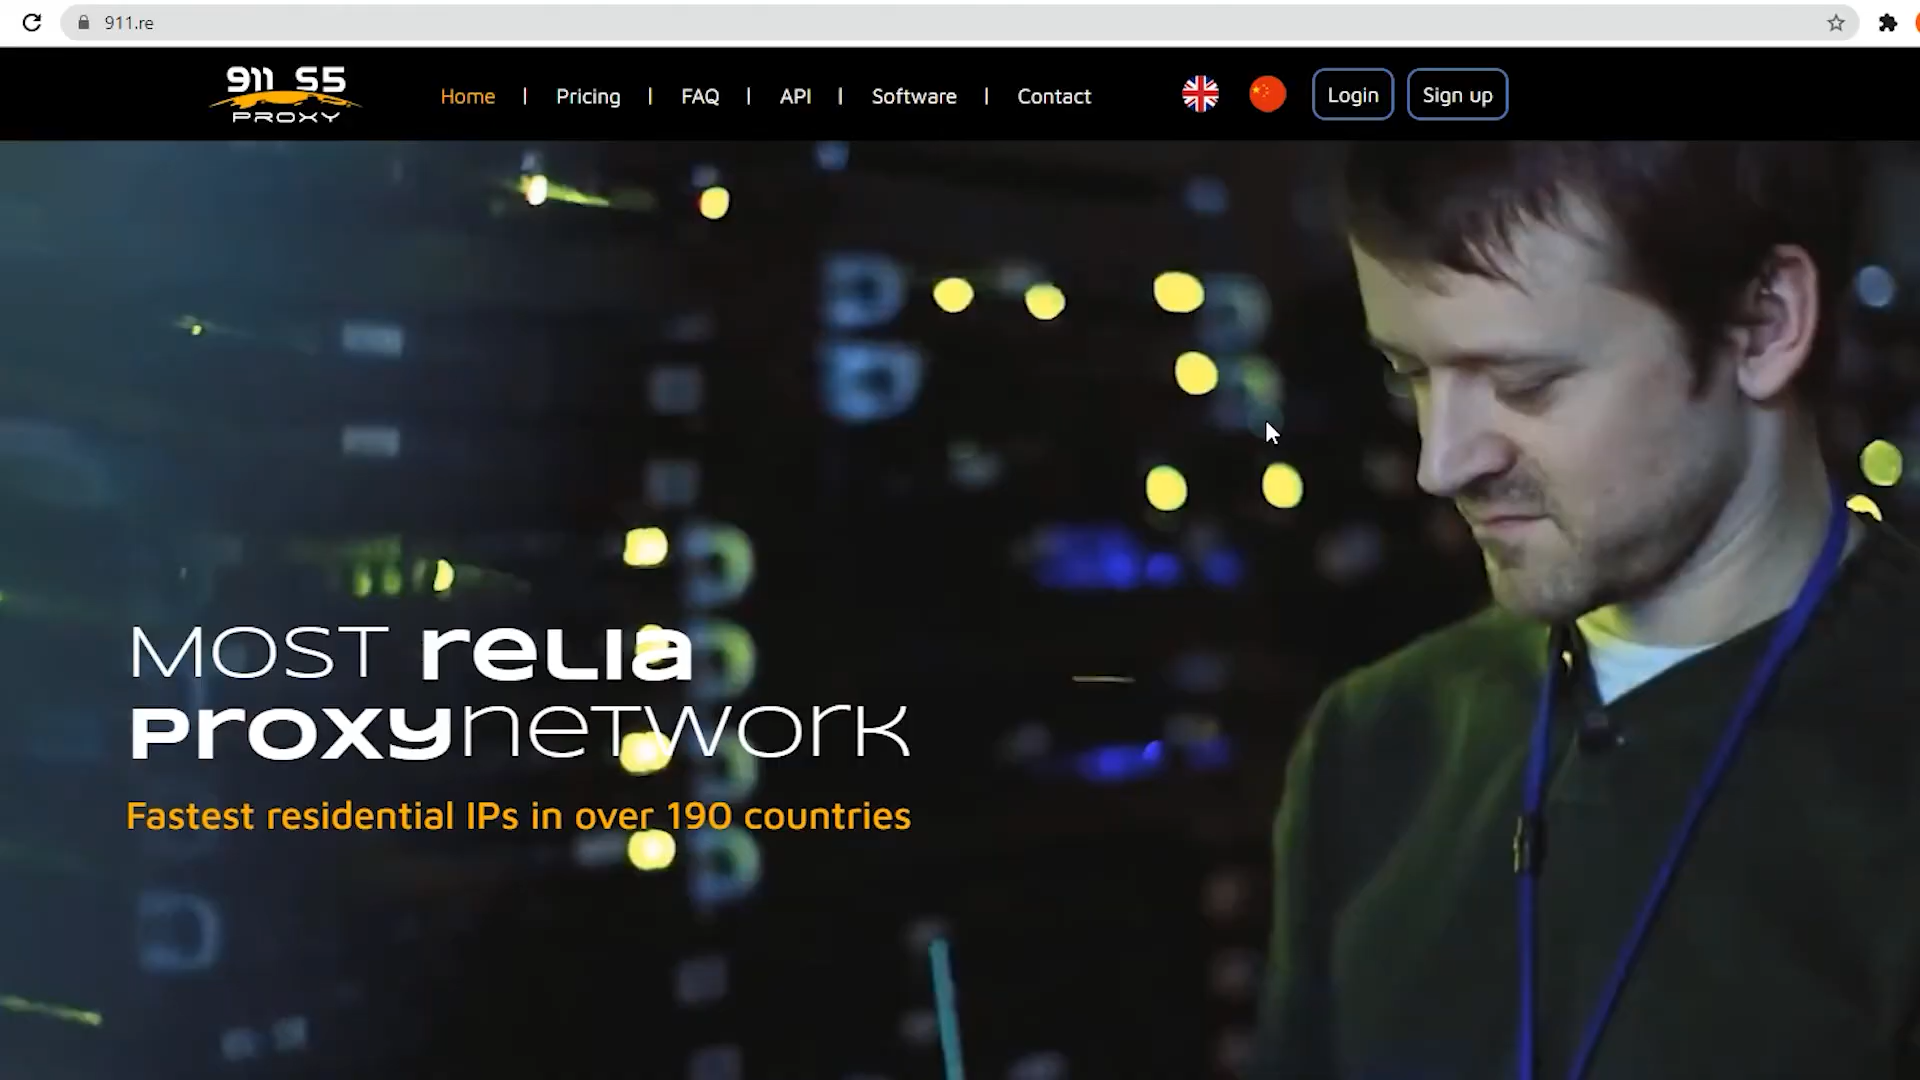 911.re
911 S5
PROXY
Home | Pricing | FAQ | API | Software | Contact
Login
Sign up
MOST reLIa
Proxynetwork
Fastest residential IPs in over 190 countries